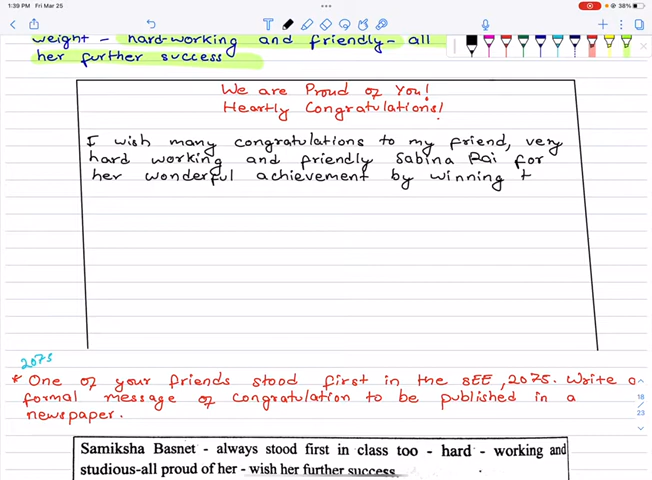 1:39 PM Fri Mar 25
38%
weight - hard-working and friendly - all
her further success
We are Proud of You!
Heartly Congratulations!
I wish many congratulations to my friend, very
hard working and friendly Sabina Rai for
her wonderful achievement by winning t
2075
* One of your friends stood first in the SEE, 2075. Write a
formal message of congratulation to be published in a
newspaper.
18
/
23
Samiksha Basnet - always stood first in class too - hard - working and
studious-all proud of her - wish her further success.